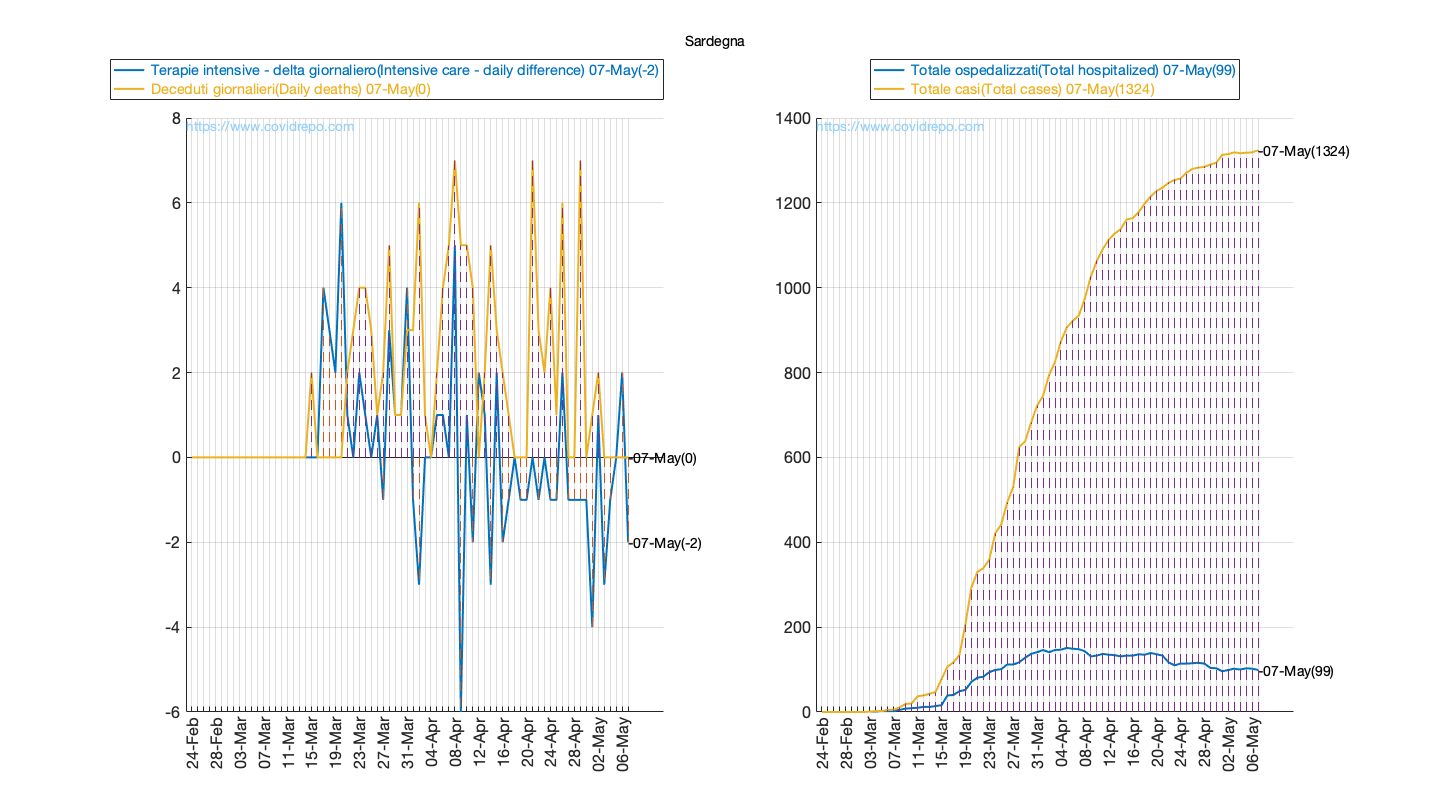 Sardegna
Terapie intensive - delta giornaliero(Intensive care - daily difference) 07-May(-2)
Deceduti giornalieri(Daily deaths) 07-May(0)
https://www.covidrepo.com
8
6
4
2
0
-2
-4
-6
-07-May(0)
-07-May(-2)
24-Feb
28-Feb
03-Mar
07-Mar
11-Mar
15-Mar
19-Mar
23-Mar
27-Mar
31-Mar
04-Apr
08-Apr
12-Apr
16-Apr
20-Apr
24-Apr
28-Apr
02-May
06-May
Totale ospedalizzati(Total hospitalized) 07-May(99)
Totale casi(Total cases) 07-May(1324)
https://www.covidrepo.com
1400
1200
1000
800
600
400
200
0
-07-May(1324)
-07-May(99)
24-Feb
28-Feb
03-Mar
07-Mar
11-Mar
15-Mar
19-Mar
23-Mar
27-Mar
31-Mar
04-Apr
08-Apr
12-Apr
16-Apr
20-Apr
24-Apr
28-Apr
02-May
06-May